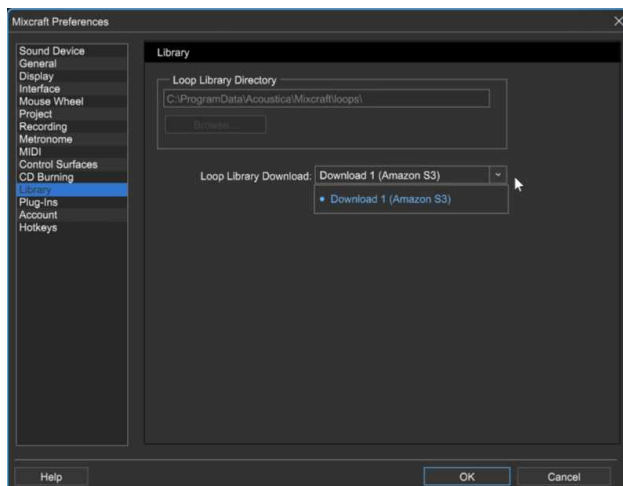 Mixcraft Preferences
Sound Device
General
Display
Interface
Mouse Wheel
Project
Recording
Metronome
MIDI
Control Surfaces
CD Burning
Library
Plug-Ins
Account
Hotkeys
Library
Loop Library Directory
C:\ProgramData\Acoustica\Mixcraft\loops\
Browse...
Loop Library Download: Download 1 (Amazon S3)
• Download 1 (Amazon S3)
Help OK Cancel